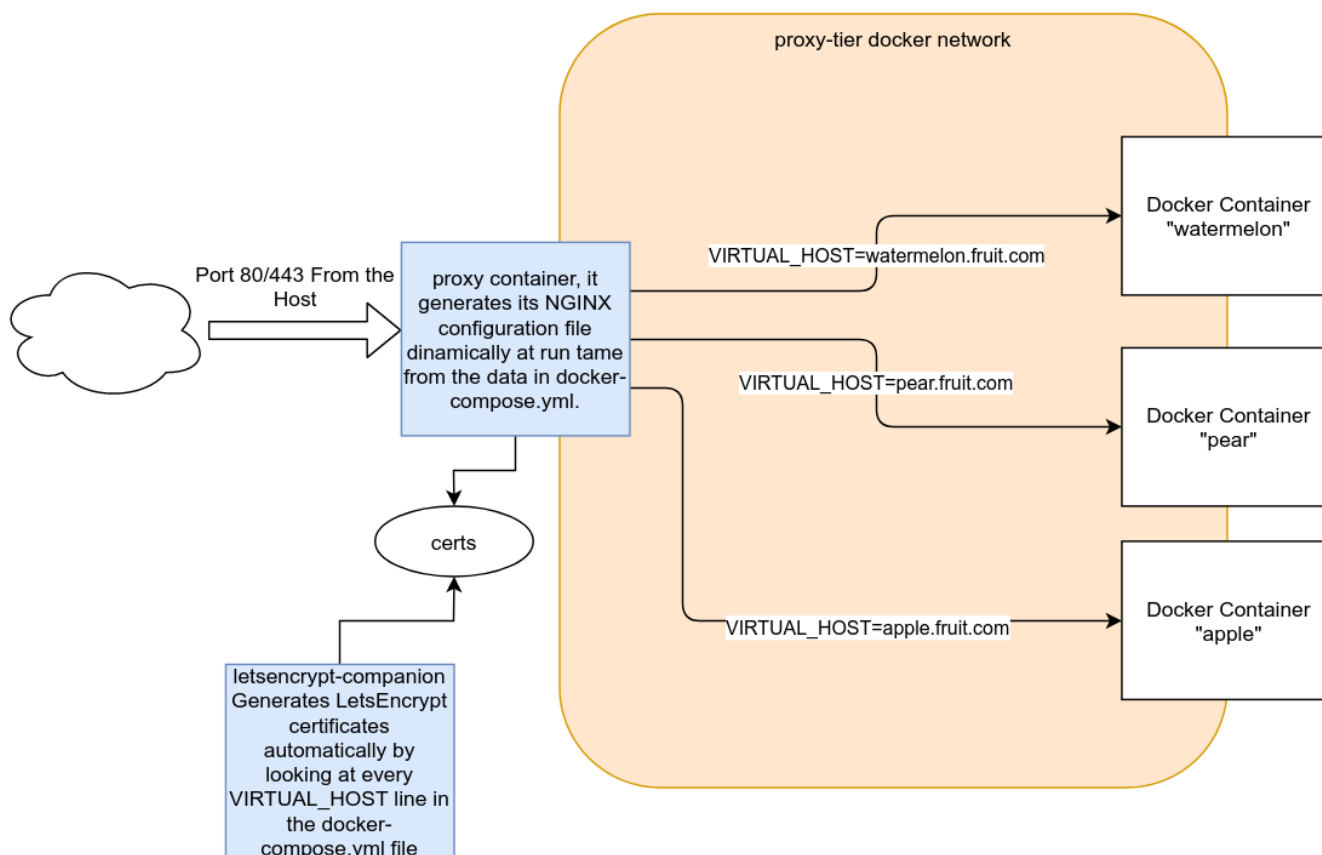 proxy-tier docker network
Docker Container
"watermelon"
VIRTUAL_HOST=watermelon.fruit.com
Port 80/443 From the
Host
proxy container, it
generates its NGINX
configuration file
dinamically at run tame
from the data in docker-
compose.yml.
VIRTUAL_HOST=pear.fruit.com
Docker Container
"pear"
certs
VIRTUAL_HOST=apple.fruit.com
Docker Container
"apple"
letsencrypt-companion
Generates LetsEncrypt
certificates
automatically by
looking at every
VIRTUAL_HOST line in
the docker-
compose.yml file